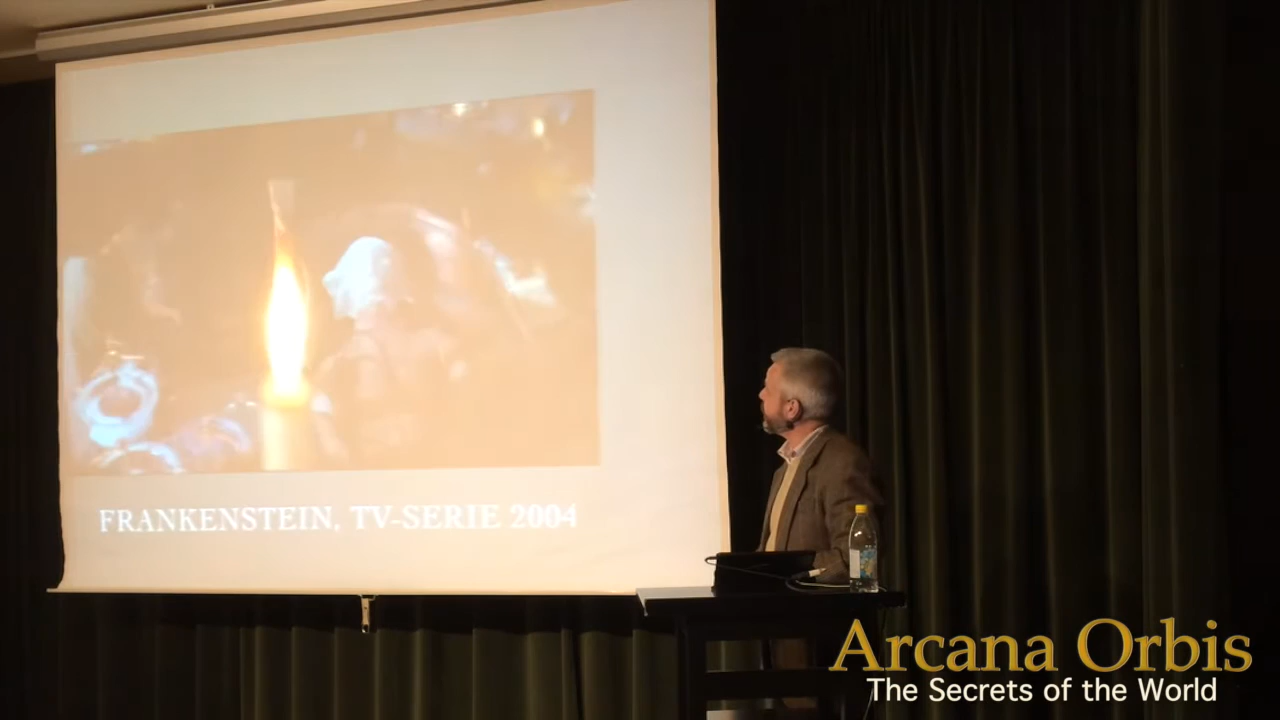 FRANKENSTEIN, TV-SERIE 2004
Arcana Orbis
The Secrets of the World